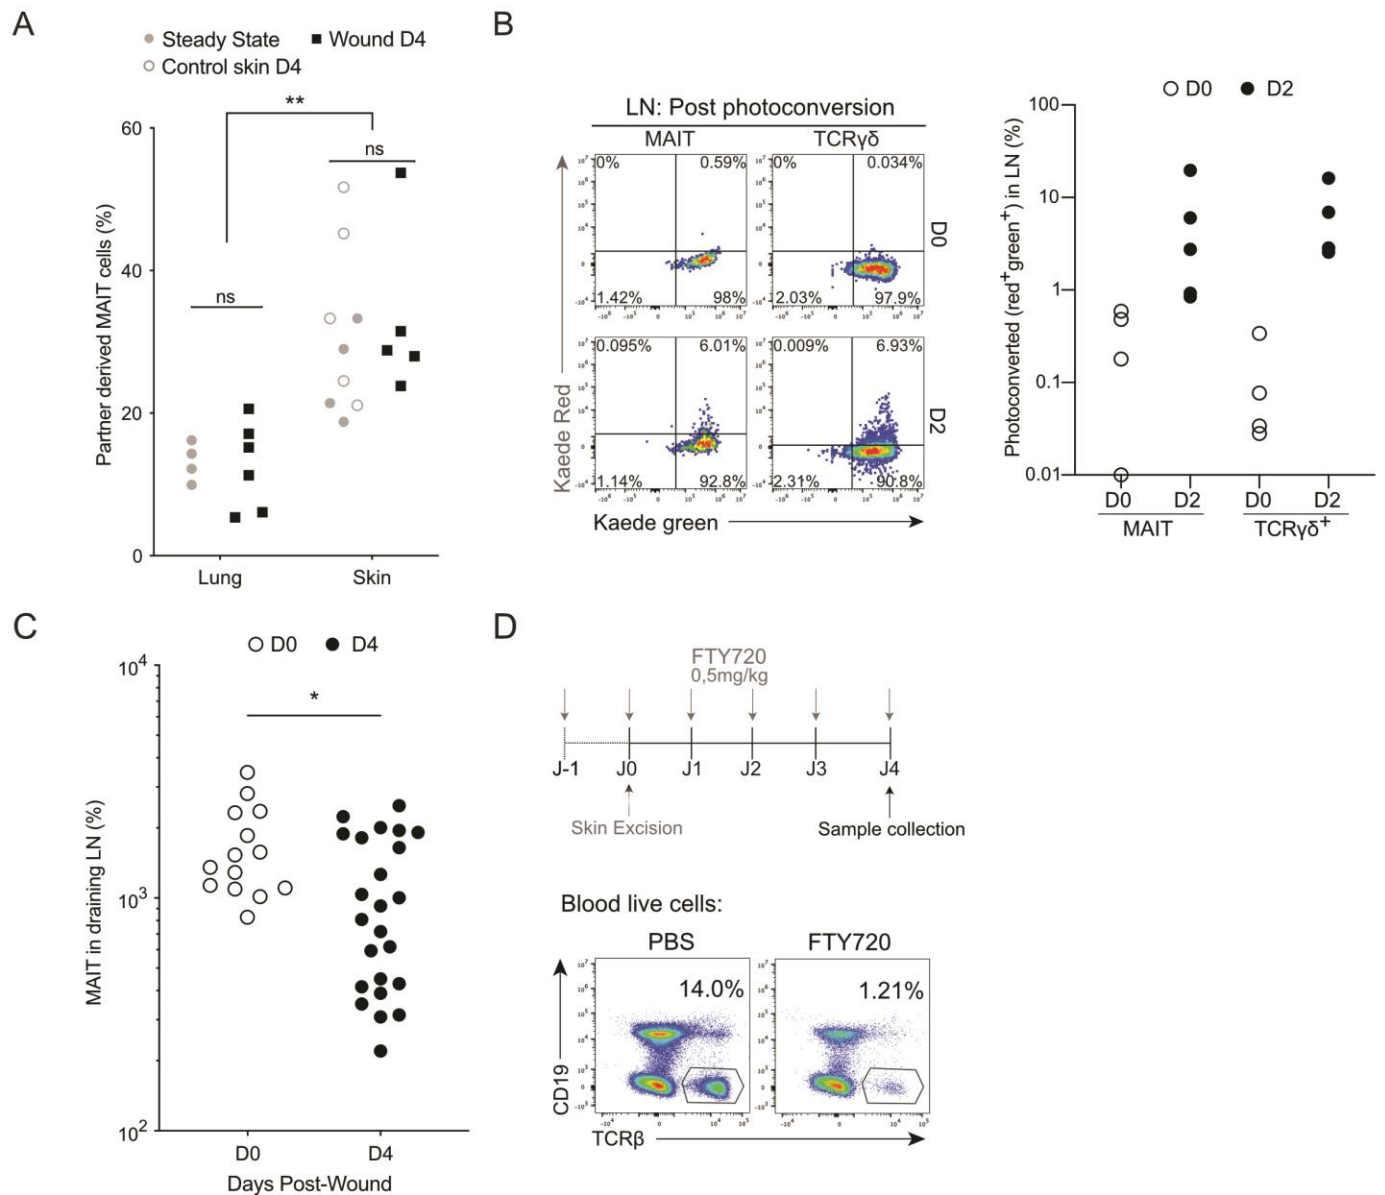 A
Steady State
Wound D4
Control skin D4
**
60
ns
40
ns
20
0
Partner derived MAIT cells (%)
Lung
Skin
B
LN: Post photoconversion
MAIT
TCRγδ
0%
0.59%
1.42%
98%
0%
0.034%
2.03%
97.9%
D0
0.095%
6.01%
1.14%
92.8%
0.009%
6.93%
2.31%
90.8%
D2
Kaede Red
Kaede green
D0
D2
100
10
1
0.1
0.01
Photoconverted (red+green+) in LN (%)
D0
D2
D0
D2
MAIT
TCRγδ+
C
D0
D4
*
10^4
10^3
10^2
MAIT in draining LN (%)
D0
D4
Days Post-Wound
D
FTY720
0,5mg/kg
J-1
J0
J1
J2
J3
J4
Skin Excision
Sample collection
Blood live cells:
PBS
FTY720
14.0%
1.21%
CD19
TCRβ